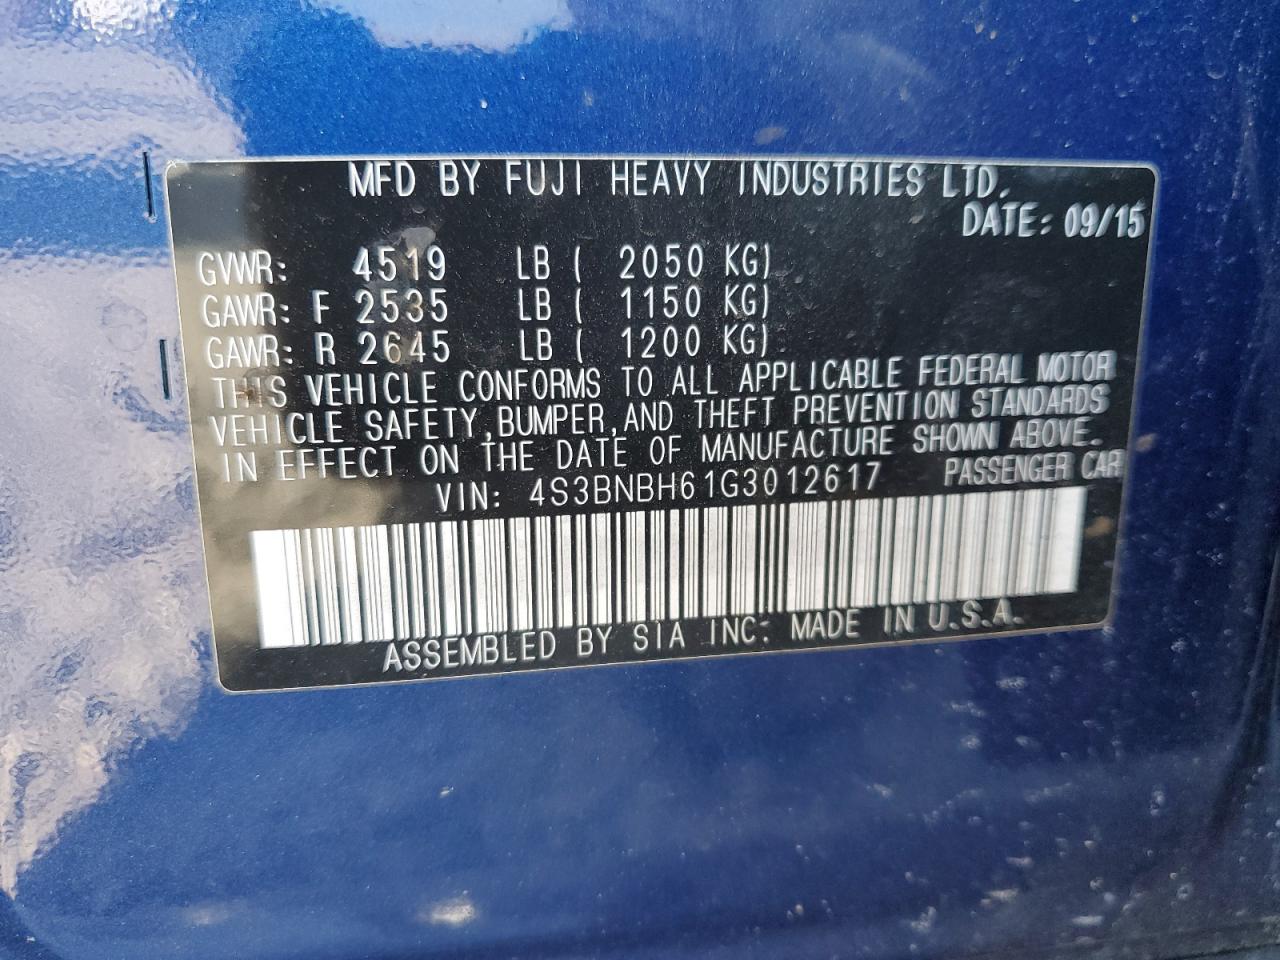 MFD BY FUJI HEAVY INDUSTRIES LTD.
DATE: 09/15
GVWR: 4519 LB ( 2050 KG)
GAWR: F 2535 LB ( 1150 KG)
GAWR: R 2645 LB ( 1200 KG)
THIS VEHICLE CONFORMS TO ALL APPLICABLE FEDERAL MOTOR
VEHICLE SAFETY,BUMPER,AND THEFT PREVENTION STANDARDS
IN EFFECT ON THE DATE OF MANUFACTURE SHOWN ABOVE.
VIN: 4S3BNBH61G3012617 PASSENGER CAR
ASSEMBLED BY SIA INC: MADE IN U.S.A.